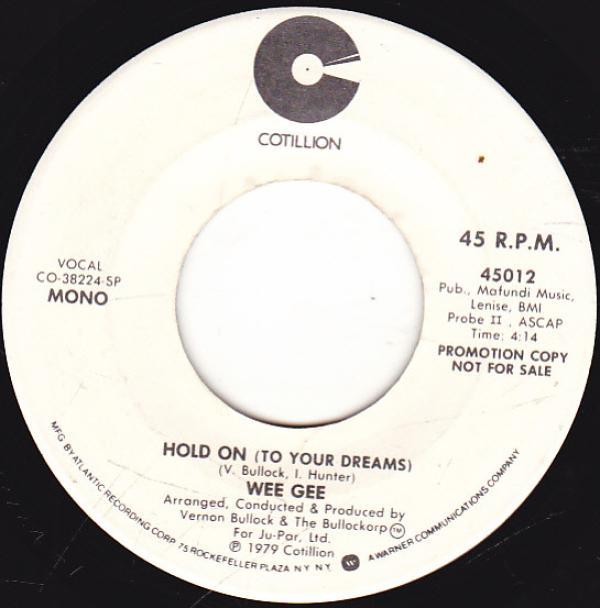 COTILLION
45 R.P.M.
VOCAL
CO-38224-SP
MONO
45012
Pub., Mafundi Music,
Lenise, BMI
Probe II , ASCAP
Time: 4:14
PROMOTION COPY
NOT FOR SALE
HOLD ON (TO YOUR DREAMS)
(V. Bullock, I. Hunter)
WEE GEE
Arranged, Conducted & Produced by
Vernon Bullock & The Bullockorp TM
For Ju-Par, Ltd.
℗ 1979 Cotillion
MFG BY ATLANTIC RECORDING CORP. 75 ROCKEFELLER PLAZA N.Y. N.Y. W A WARNER COMMUNICATIONS COMPANY